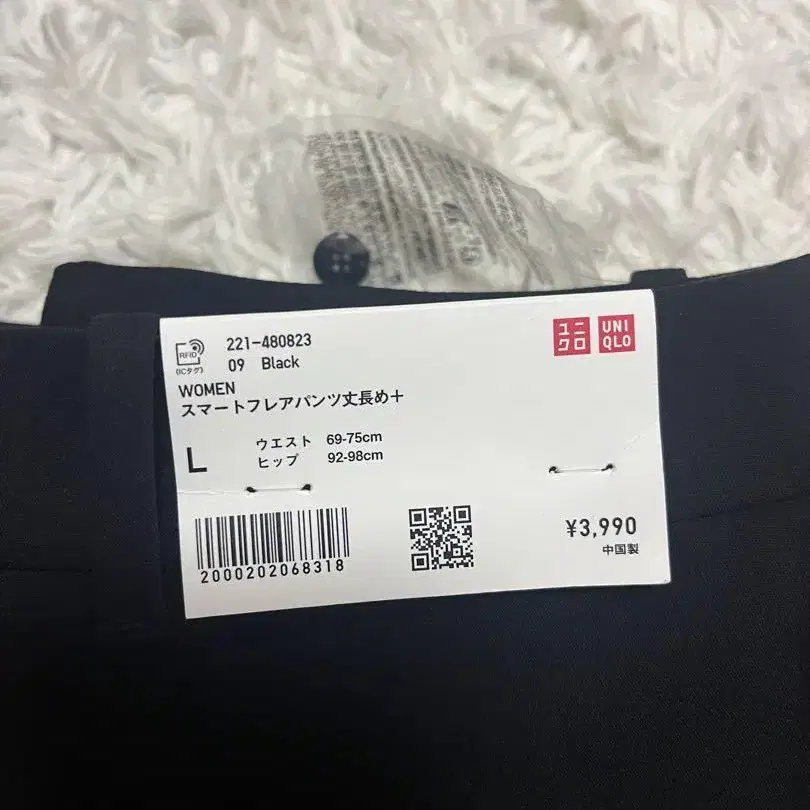 221-480823
09 Black
RFID
(ICタグ)
ユニ
クロ
UNI
QLO
WOMEN
スマートフレアパンツ丈長め＋
L
ウエスト 69-75cm
ヒップ 92-98cm
2000202068318
¥3,990
中国製